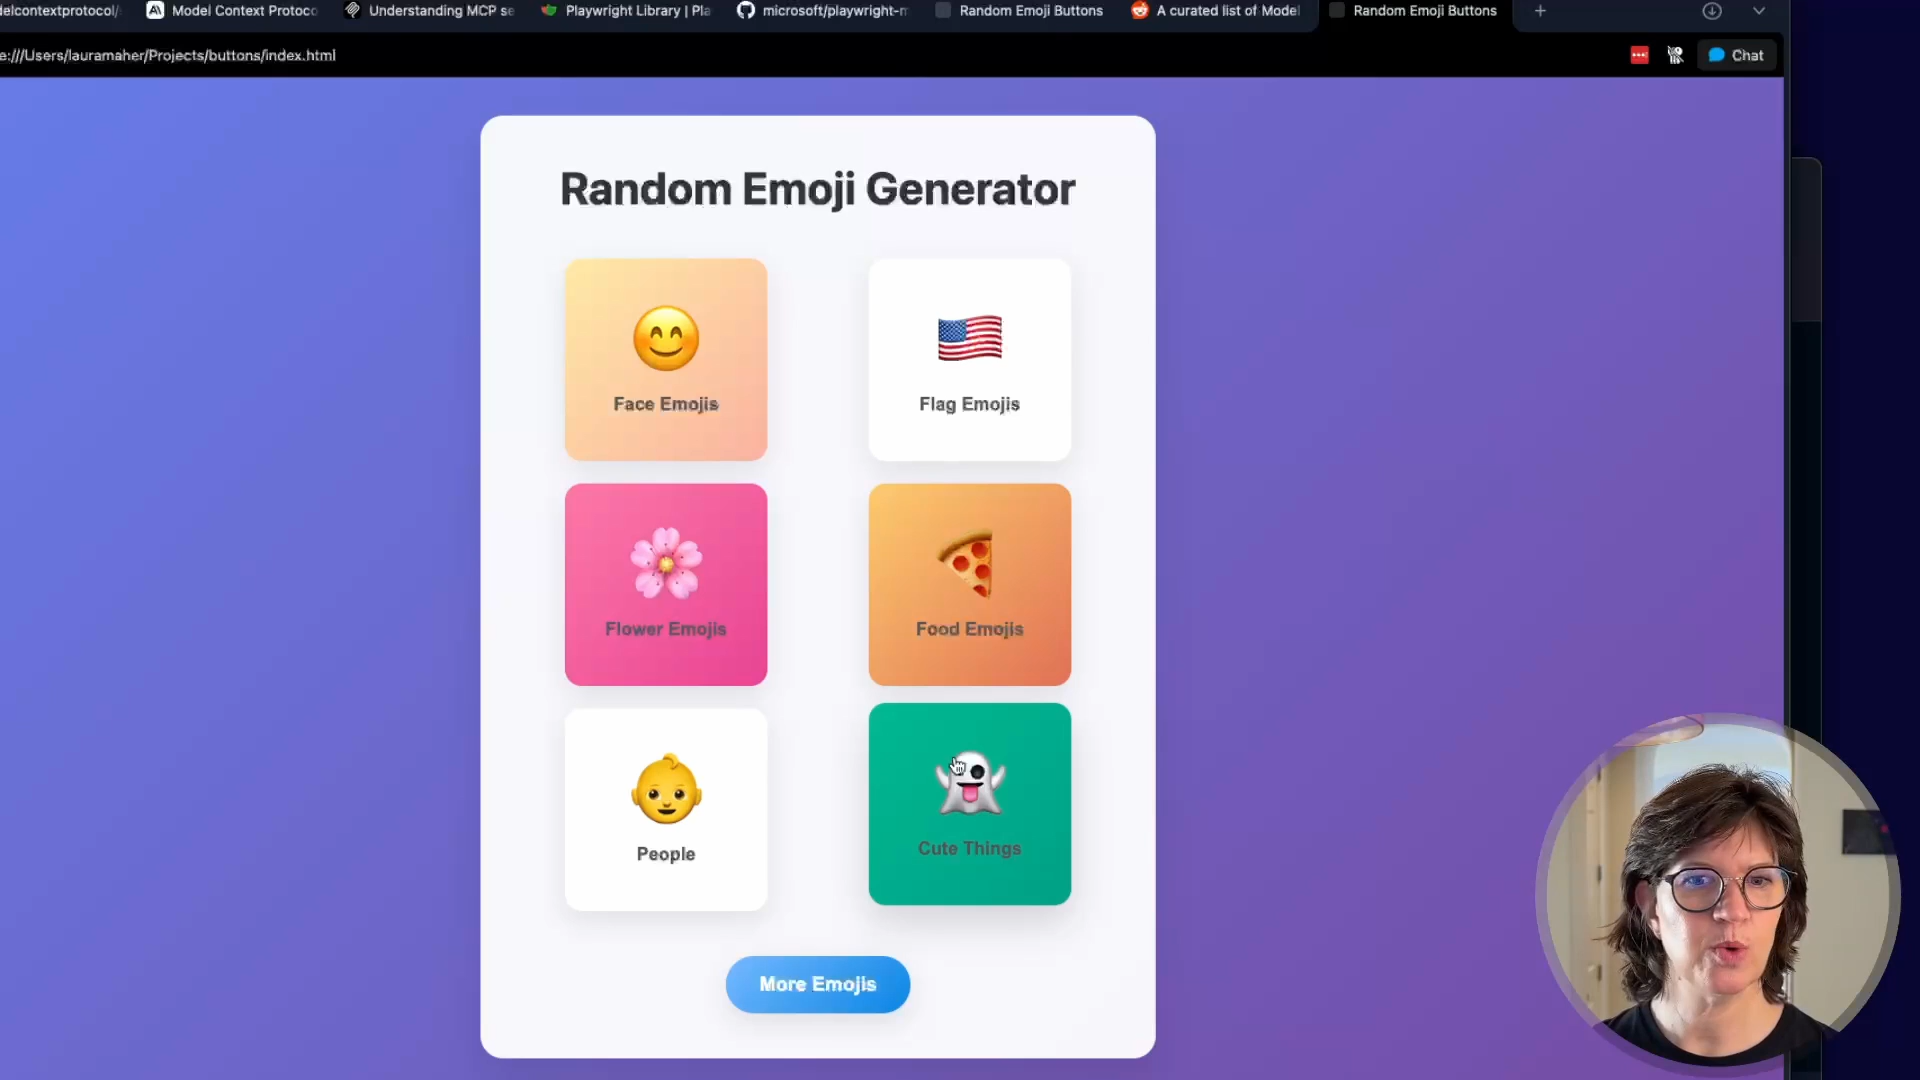 Model Context Protoc
Understanding MCP se
Playwright Library | Pla
microsoft/playwright-m
Random Emoji Buttons
A curated list of Model
Random Emoji Buttons
e:///Users/lauramaher/Projects/buttons/index.html
Chat
Random Emoji Generator
Face Emojis
Flag Emojis
Flower Emojis
Food Emojis
People
Cute Things
More Emojis